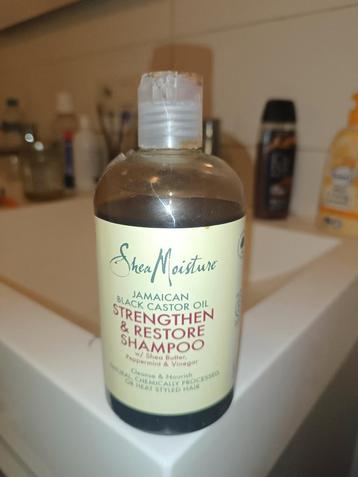 SheaMoisture
JAMAICAN
BLACK CASTOR OIL
STRENGTHEN
& RESTORE
SHAMPOO
w/ Shea Butter,
Peppermint & Vinegar
Cleanse & Nourish
NATURAL, CHEMICALLY PROCESSED
OR HEAT STYLED HAIR